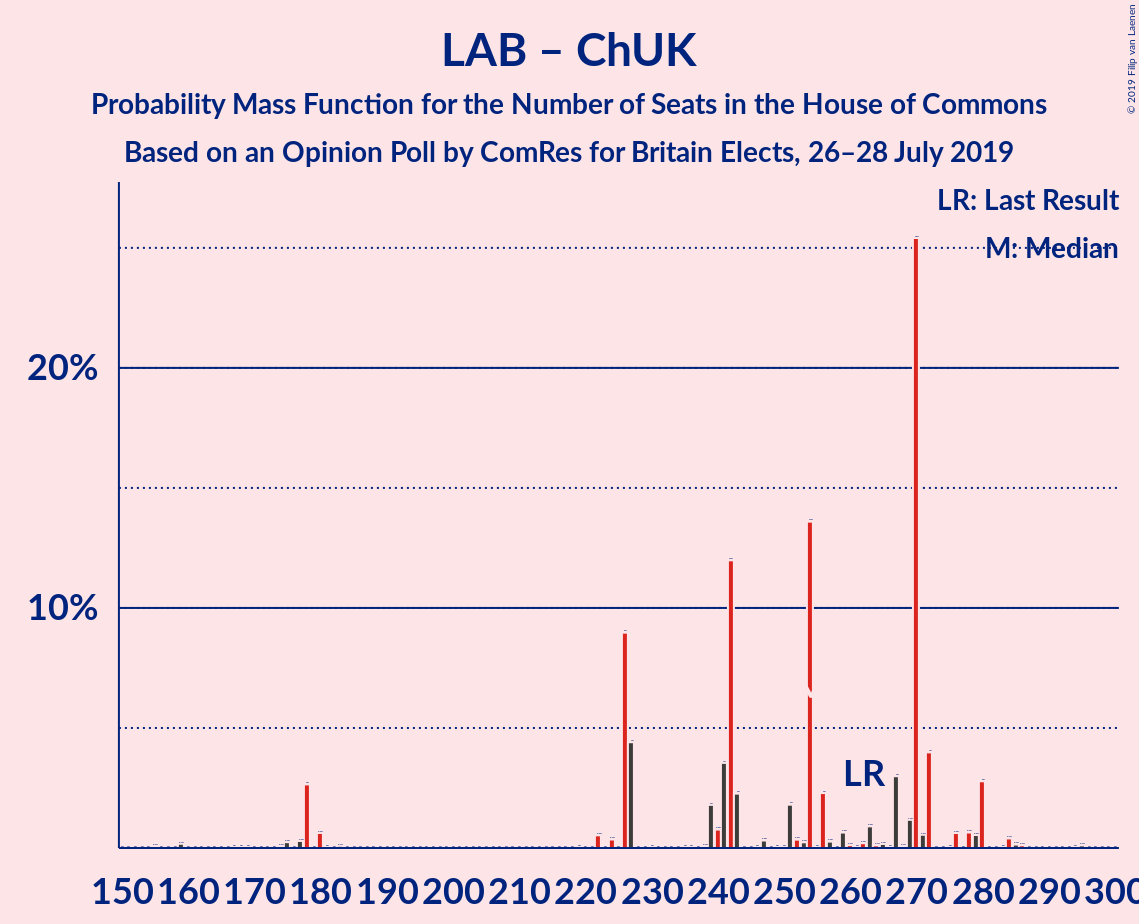 LAB – ChUK
Probability Mass Function for the Number of Seats in the House of Commons
Based on an Opinion Poll by ComRes for Britain Elects, 26–28 July 2019
© 2019 Filip van Laenen
LR: Last Result
M: Median
20%
10%
LR
150 160 170 180 190 200 210 220 230 240 250 260 270 280 290 300